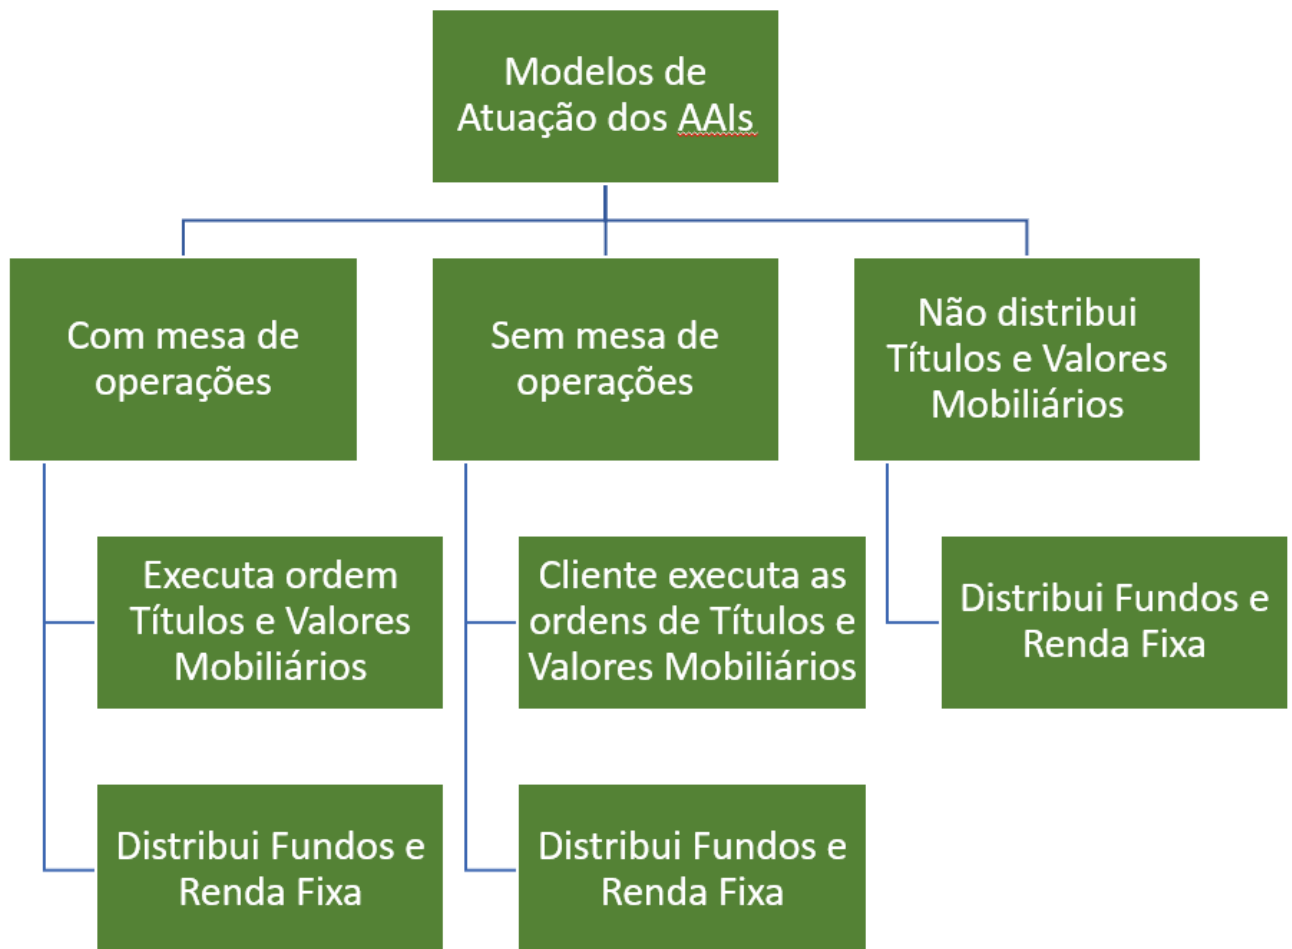 Modelos de
Atuação dos AAIs
Com mesa de
operações
Sem mesa de
operações
Não distribui
Títulos e Valores
Mobiliários
Executa ordem
Títulos e Valores
Mobiliários
Cliente executa as
ordens de Títulos e
Valores Mobiliários
Distribui Fundos e
Renda Fixa
Distribui Fundos e
Renda Fixa
Distribui Fundos e
Renda Fixa